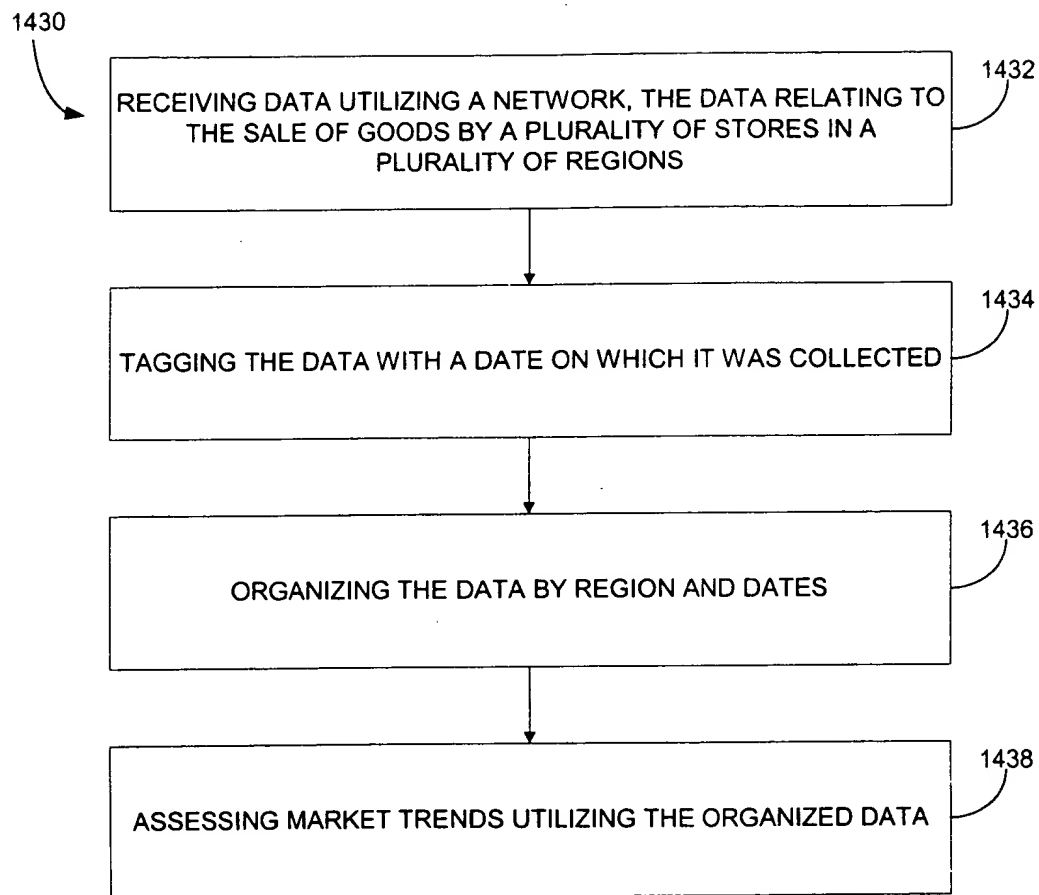 1430
1432
RECEIVING DATA UTILIZING A NETWORK, THE DATA RELATING TO
THE SALE OF GOODS BY A PLURALITY OF STORES IN A
PLURALITY OF REGIONS
1434
TAGGING THE DATA WITH A DATE ON WHICH IT WAS COLLECTED
1436
ORGANIZING THE DATA BY REGION AND DATES
1438
ASSESSING MARKET TRENDS UTILIZING THE ORGANIZED DATA